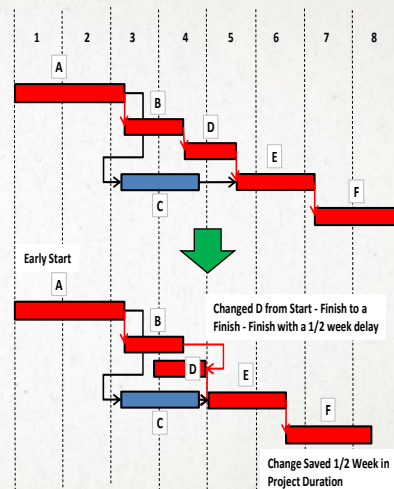 1 2 3 4 5 6 7 8
A
B
D
E
C
F
Early Start
A
Changed D from Start - Finish to a
Finish - Finish with a 1/2 week delay
B
D
E
C
F
Change Saved 1/2 Week in
Project Duration